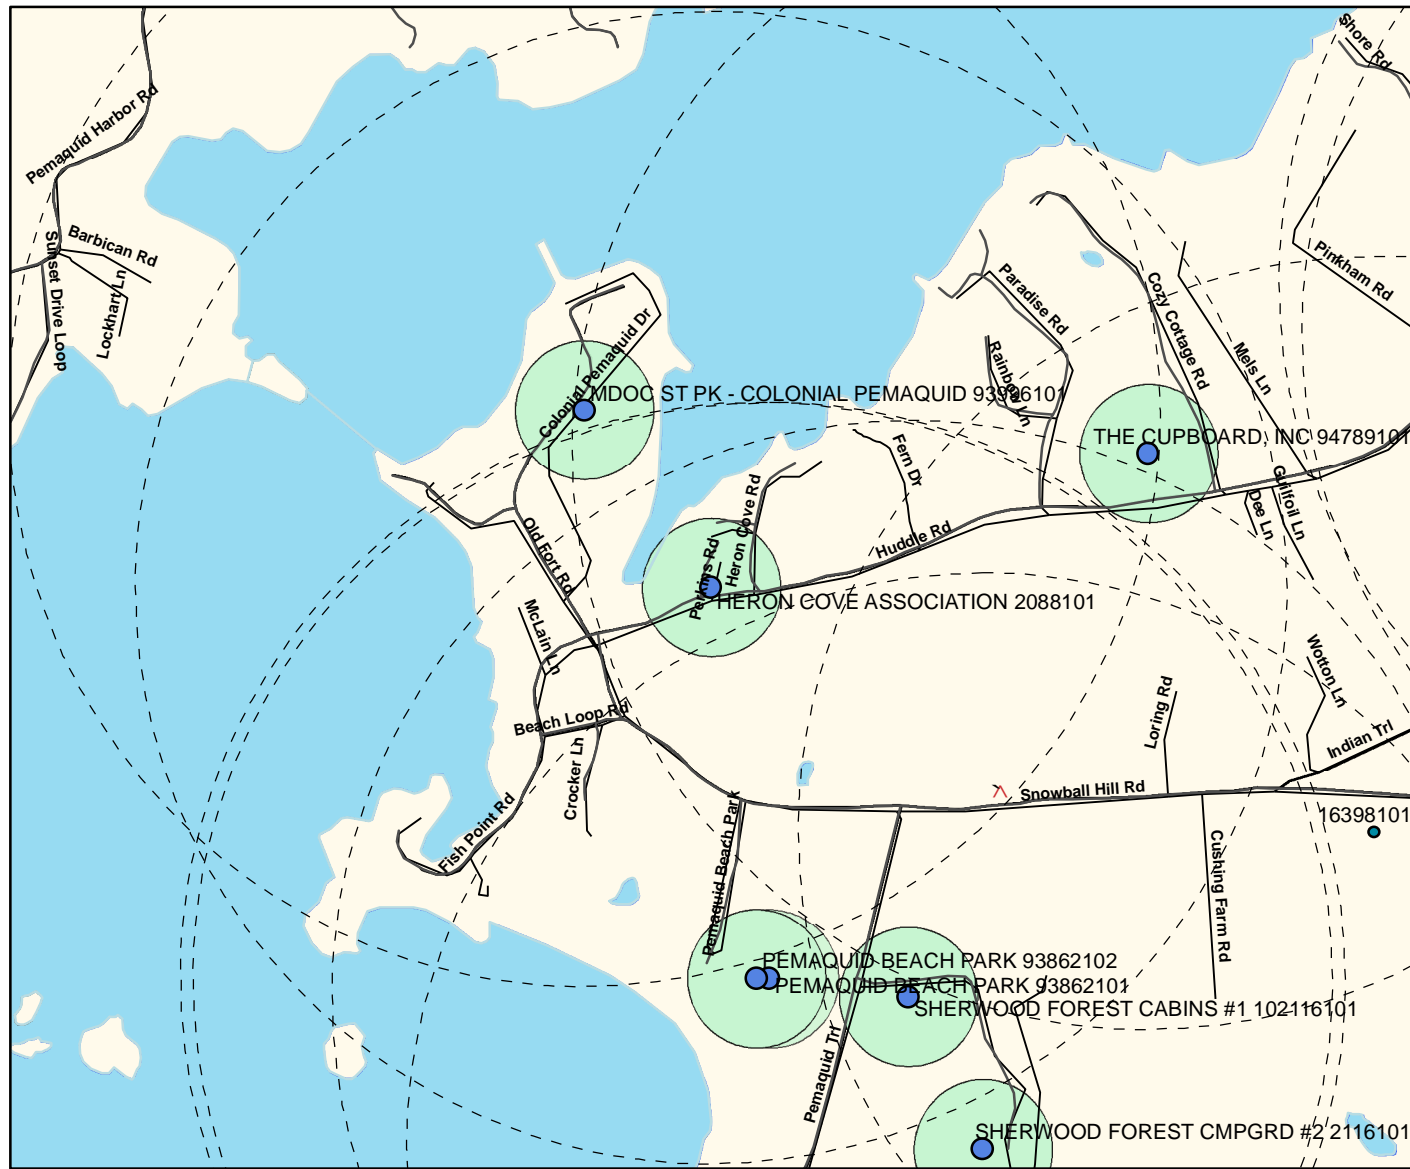 Shore Rd
Pemaquid Harbor Rd
Barbican Rd
Sunset Drive Loop
Lockhart Ln
Pinkham Rd
Paradise Rd
Cozy Cottage Rd
Mels Ln
Rainbow Ln
Colonial Pemaquid Dr
MDOC ST PK - COLONIAL PEMAQUID 93986101
THE CUPBOARD, INC 94789101
Fern Dr
Guilfoil Ln
Dee Ln
Heron Cove Rd
Huddle Rd
Old Fort Rd
Perkins Rd
HERON COVE ASSOCIATION 2088101
McLain Ln
Wotton Ln
Loring Rd
Beach Loop Rd
Indian Trl
Crocker Ln
Snowball Hill Rd
16398101
Fish Point Rd
Pemaquid Beach Park
Cushing Farm Rd
PEMAQUID BEACH PARK 93862102
PEMAQUID BEACH PARK 93862101
SHERWOOD FOREST CABINS #1 102116101
Pemaquid Trl
SHERWOOD FOREST CMPGRD #2 2116101